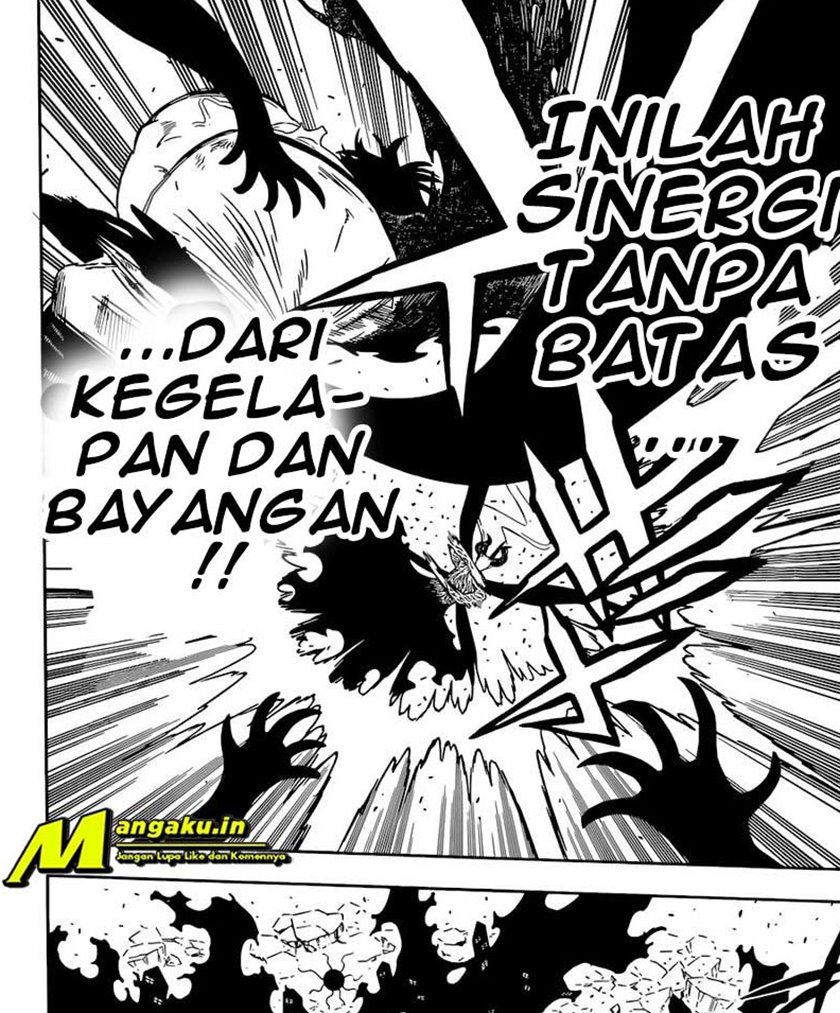 INILAH
SINERGI
TANPA
BATAS
....
...DARI
KEGELA-
PAN DAN
BAYANGAN
!!
Mangaku.in
Jangan Lupa Like dan Komennya